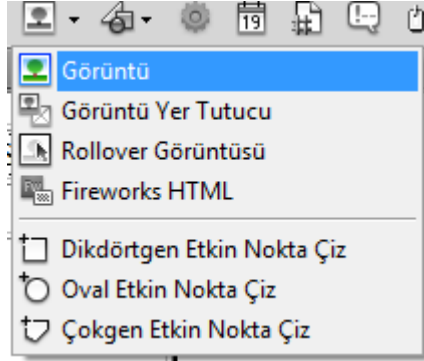 19
Görüntü
Görüntü Yer Tutucu
Rollover Görüntüsü
Fireworks HTML
Dikdörtgen Etkin Nokta Çiz
Oval Etkin Nokta Çiz
Çokgen Etkin Nokta Çiz